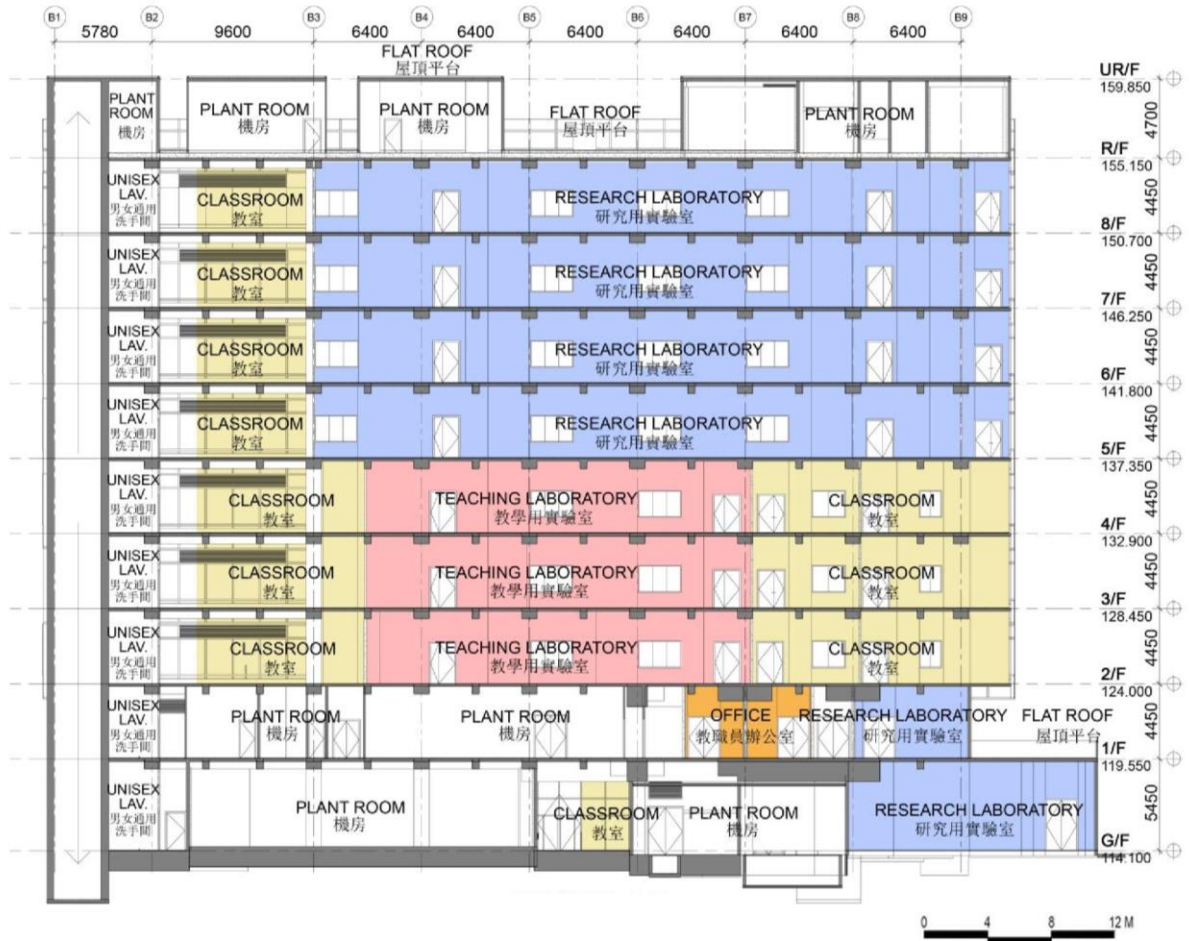 B1 B2 B3 B4 B5 B6 B7 B8 B9
5780 9600 6400 6400 6400 6400 6400 6400
FLAT ROOF
屋頂平台
UR/F
159.850
PLANT
ROOM
機房
PLANT ROOM
機房
PLANT ROOM
機房
FLAT ROOF
屋頂平台
PLANT ROOM
機房
4700
R/F
155.150
UNISEX
LAV.
男女通用
洗手間
CLASSROOM
教室
RESEARCH LABORATORY
研究用實驗室
4450
8/F
150.700
UNISEX
LAV.
男女通用
洗手間
CLASSROOM
教室
RESEARCH LABORATORY
研究用實驗室
4450
7/F
146.250
UNISEX
LAV.
男女通用
洗手間
CLASSROOM
教室
RESEARCH LABORATORY
研究用實驗室
4450
6/F
141.800
UNISEX
LAV.
男女通用
洗手間
CLASSROOM
教室
RESEARCH LABORATORY
研究用實驗室
4450
5/F
137.350
UNISEX
LAV.
男女通用
洗手間
CLASSROOM
教室
TEACHING LABORATORY
教學用實驗室
CLASSROOM
教室
4450
4/F
132.900
UNISEX
LAV.
男女通用
洗手間
CLASSROOM
教室
TEACHING LABORATORY
教學用實驗室
CLASSROOM
教室
4450
3/F
128.450
UNISEX
LAV.
男女通用
洗手間
CLASSROOM
教室
TEACHING LABORATORY
教學用實驗室
CLASSROOM
教室
4450
2/F
124.000
UNISEX
LAV.
男女通用
洗手間
PLANT ROOM
機房
PLANT ROOM
機房
OFFICE
教職員辦公室
RESEARCH LABORATORY
研究用實驗室
FLAT ROOF
屋頂平台
4450
1/F
119.550
UNISEX
LAV.
男女通用
洗手間
PLANT ROOM
機房
CLASSROOM
教室
PLANT ROOM
機房
RESEARCH LABORATORY
研究用實驗室
5450
G/F
114.100
0 4 8 12 M